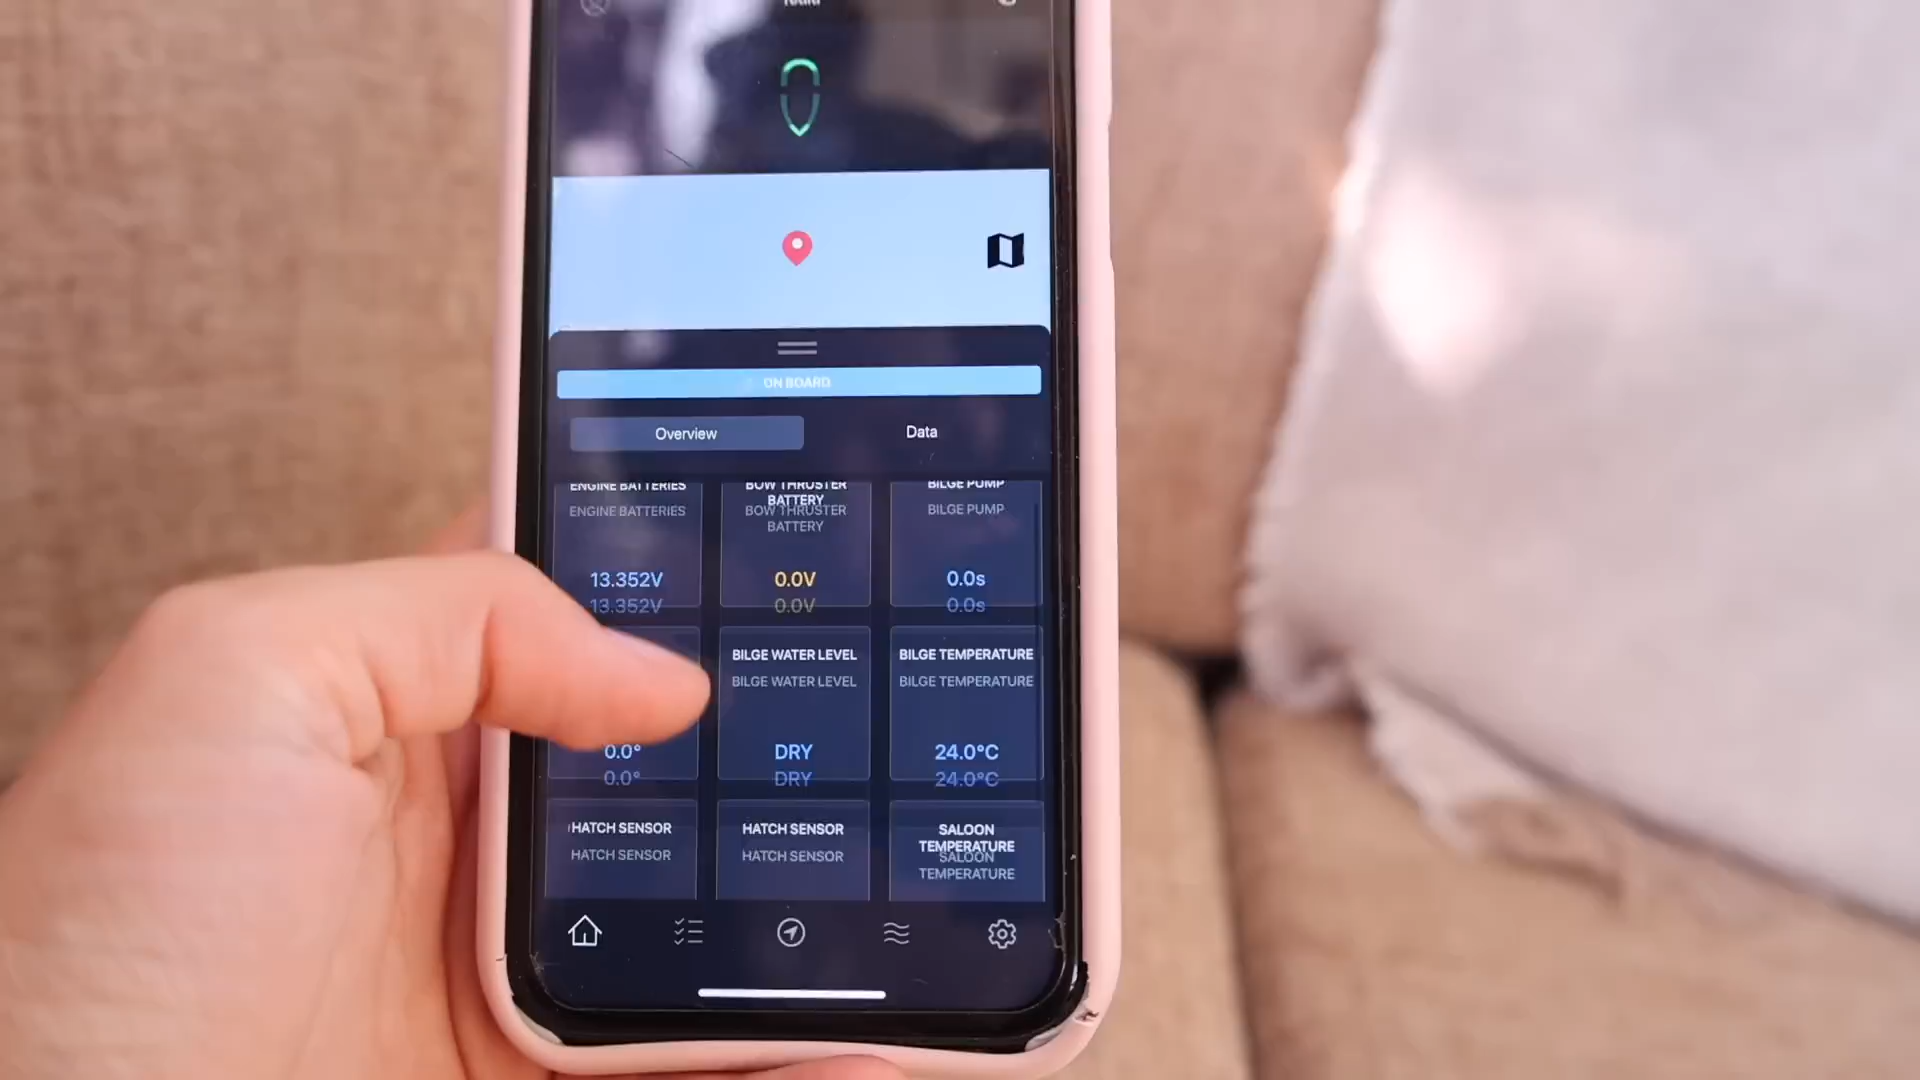 ON BOARD
Overview Data
ENGINE BATTERIES
ENGINE BATTERIES
13.352V
13.352V
BOW THRUSTER
BATTERY
BOW THRUSTER
BATTERY
0.0V
0.0V
BILGE PUMP
BILGE PUMP
0.0s
0.0s
0.0°
0.0°
BILGE WATER LEVEL
BILGE WATER LEVEL
DRY
DRY
BILGE TEMPERATURE
BILGE TEMPERATURE
24.0°C
24.0°C
HATCH SENSOR
HATCH SENSOR
HATCH SENSOR
HATCH SENSOR
SALOON
TEMPERATURE
SALOON
TEMPERATURE